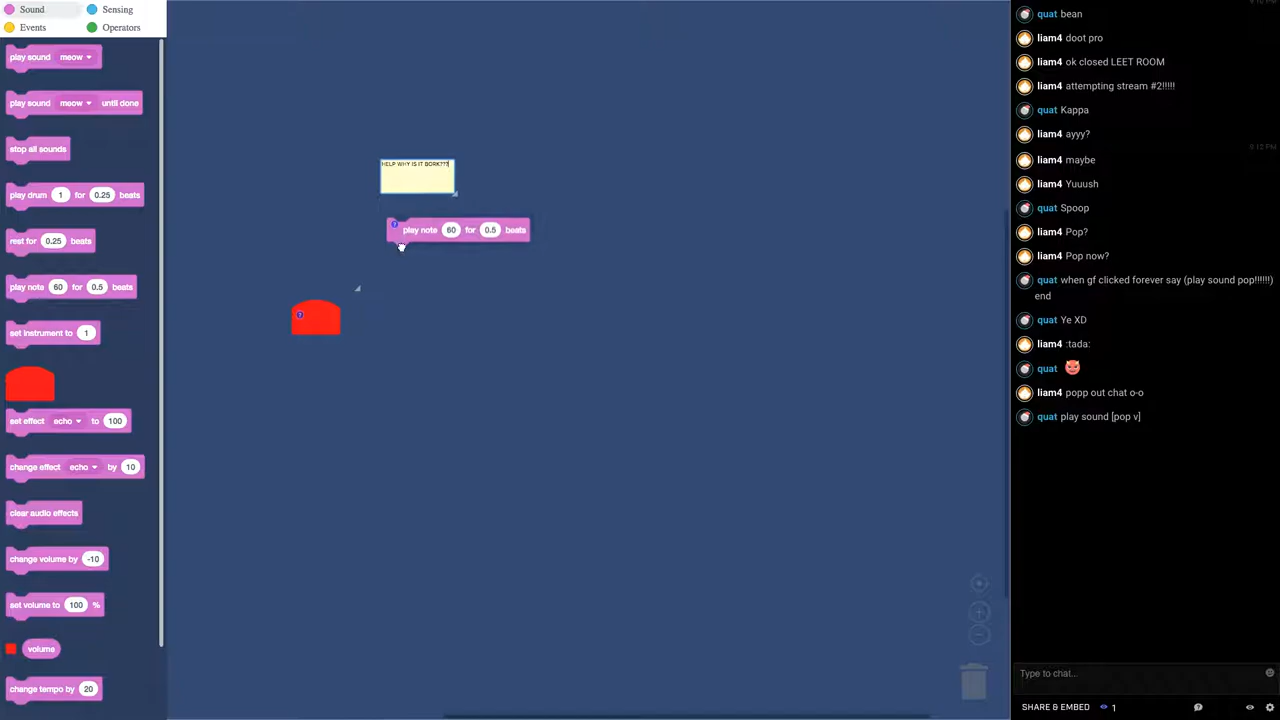 Sound
Sensing
Events
Operators
play sound meow
play sound meow until done
stop all sounds
play drum 1 for 0.25 beats
rest for 0.25 beats
play note 60 for 0.5 beats
set instrument to 1
set effect echo to 100
change effect echo by 10
clear audio effects
change volume by -10
set volume to 100 %
volume
change tempo by 20
HELP WHY IS IT BORK???
? play note 60 for 0.5 beats
?
quat bean
liam4 doot pro
liam4 ok closed LEET ROOM
liam4 attempting stream #2!!!!!
quat Kappa
liam4 ayyy?
9:12 PM
liam4 maybe
liam4 Yuuush
quat Spoop
liam4 Pop?
liam4 Pop now?
quat when gf clicked forever say (play sound pop!!!!!!)
end
quat Ye XD
liam4 :tada:
quat
liam4 popp out chat o-o
quat play sound [pop v]
Type to chat...
SHARE & EMBED 1